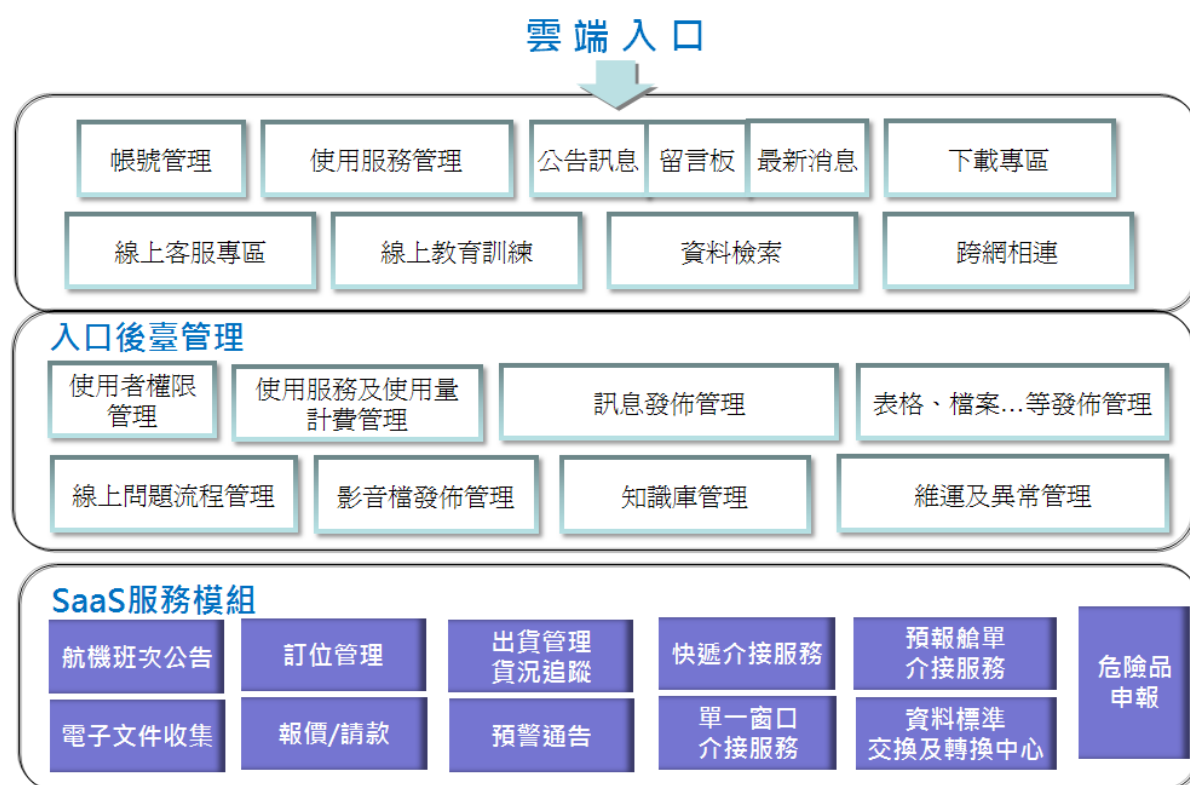 雲端入口
帳號管理
使用服務管理
公告訊息
留言板
最新消息
下載專區
線上客服專區
線上教育訓練
資料檢索
跨網相連
入口後臺管理
使用者權限
管理
使用服務及使用量
計費管理
訊息發佈管理
表格、檔案...等發佈管理
線上問題流程管理
影音檔發佈管理
知識庫管理
維運及異常管理
SaaS服務模組
航機班次公告
訂位管理
出貨管理
貨況追蹤
快遞介接服務
預報艙單
介接服務
危險品
申報
電子文件收集
報價/請款
預警通告
單一窗口
介接服務
資料標準
交換及轉換中心